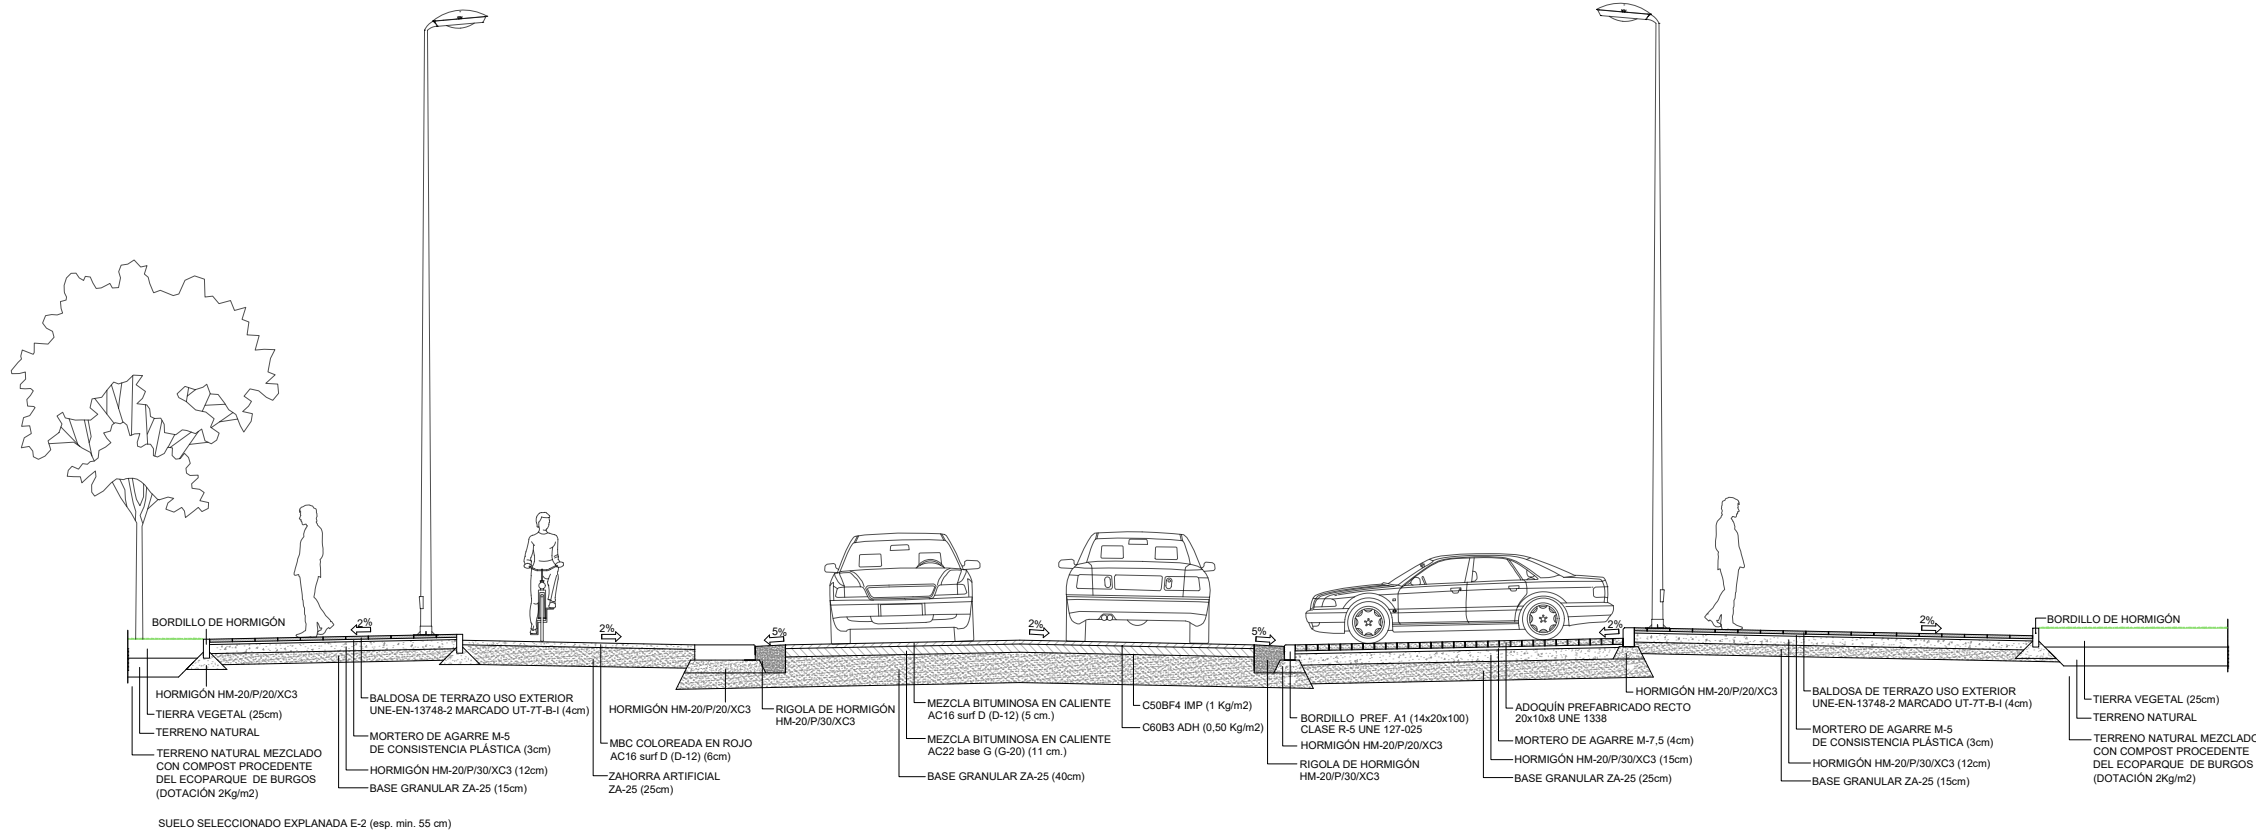 2%
2%
5%
2%
5%
2%
2%
BORDILLO DE HORMIGÓN
HORMIGÓN HM-20/P/20/XC3
TIERRA VEGETAL (25cm)
TERRENO NATURAL
TERRENO NATURAL MEZCLADO
CON COMPOST PROCEDENTE
DEL ECOPARQUE DE BURGOS
(DOTACIÓN 2Kg/m2)
BALDOSA DE TERRAZO USO EXTERIOR
UNE-EN-13748-2 MARCADO UT-7T-B-I (4cm)
MORTERO DE AGARRE M-5
DE CONSISTENCIA PLÁSTICA (3cm)
HORMIGÓN HM-20/P/30/XC3 (12cm)
BASE GRANULAR ZA-25 (15cm)
SUELO SELECCIONADO EXPLANADA E-2 (esp. min. 55 cm)
HORMIGÓN HM-20/P/20/XC3
MBC COLOREADA EN ROJO
AC16 surf D (D-12) (6cm)
ZAHORRA ARTIFICIAL
ZA-25 (25cm)
RIGOLA DE HORMIGÓN
HM-20/P/30/XC3
MEZCLA BITUMINOSA EN CALIENTE
AC16 surf D (D-12) (5 cm.)
MEZCLA BITUMINOSA EN CALIENTE
AC22 base G (G-20) (11 cm.)
BASE GRANULAR ZA-25 (40cm)
C50BF4 IMP (1 Kg/m2)
C60B3 ADH (0,50 Kg/m2)
BORDILLO PREF. A1 (14x20x100)
CLASE R-5 UNE 127-025
HORMIGÓN HM-20/P/20/XC3
RIGOLA DE HORMIGÓN
HM-20/P/30/XC3
ADOQUÍN PREFABRICADO RECTO
20x10x8 UNE 1338
MORTERO DE AGARRE M-7,5 (4cm)
HORMIGÓN HM-20/P/30/XC3 (15cm)
BASE GRANULAR ZA-25 (25cm)
HORMIGÓN HM-20/P/20/XC3
BALDOSA DE TERRAZO USO EXTERIOR
UNE-EN-13748-2 MARCADO UT-7T-B-I (4cm)
MORTERO DE AGARRE M-5
DE CONSISTENCIA PLÁSTICA (3cm)
HORMIGÓN HM-20/P/30/XC3 (12cm)
BASE GRANULAR ZA-25 (15cm)
BORDILLO DE HORMIGÓN
TIERRA VEGETAL (25cm)
TERRENO NATURAL
TERRENO NATURAL MEZCLADO
CON COMPOST PROCEDENTE
DEL ECOPARQUE DE BURGOS
(DOTACIÓN 2Kg/m2)